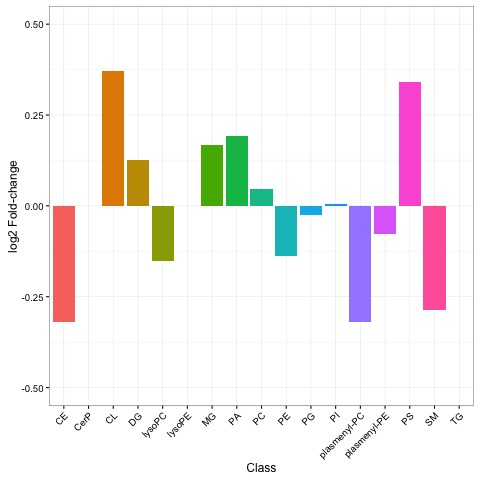 0.50
0.25
0.00
-0.25
-0.50
log2 Fold-change
CE
CerP
CL
DG
lysoPC
lysoPE
MG
PA
PC
PE
PG
PI
plasmenyl-PC
plasmenyl-PE
PS
SM
TG
Class